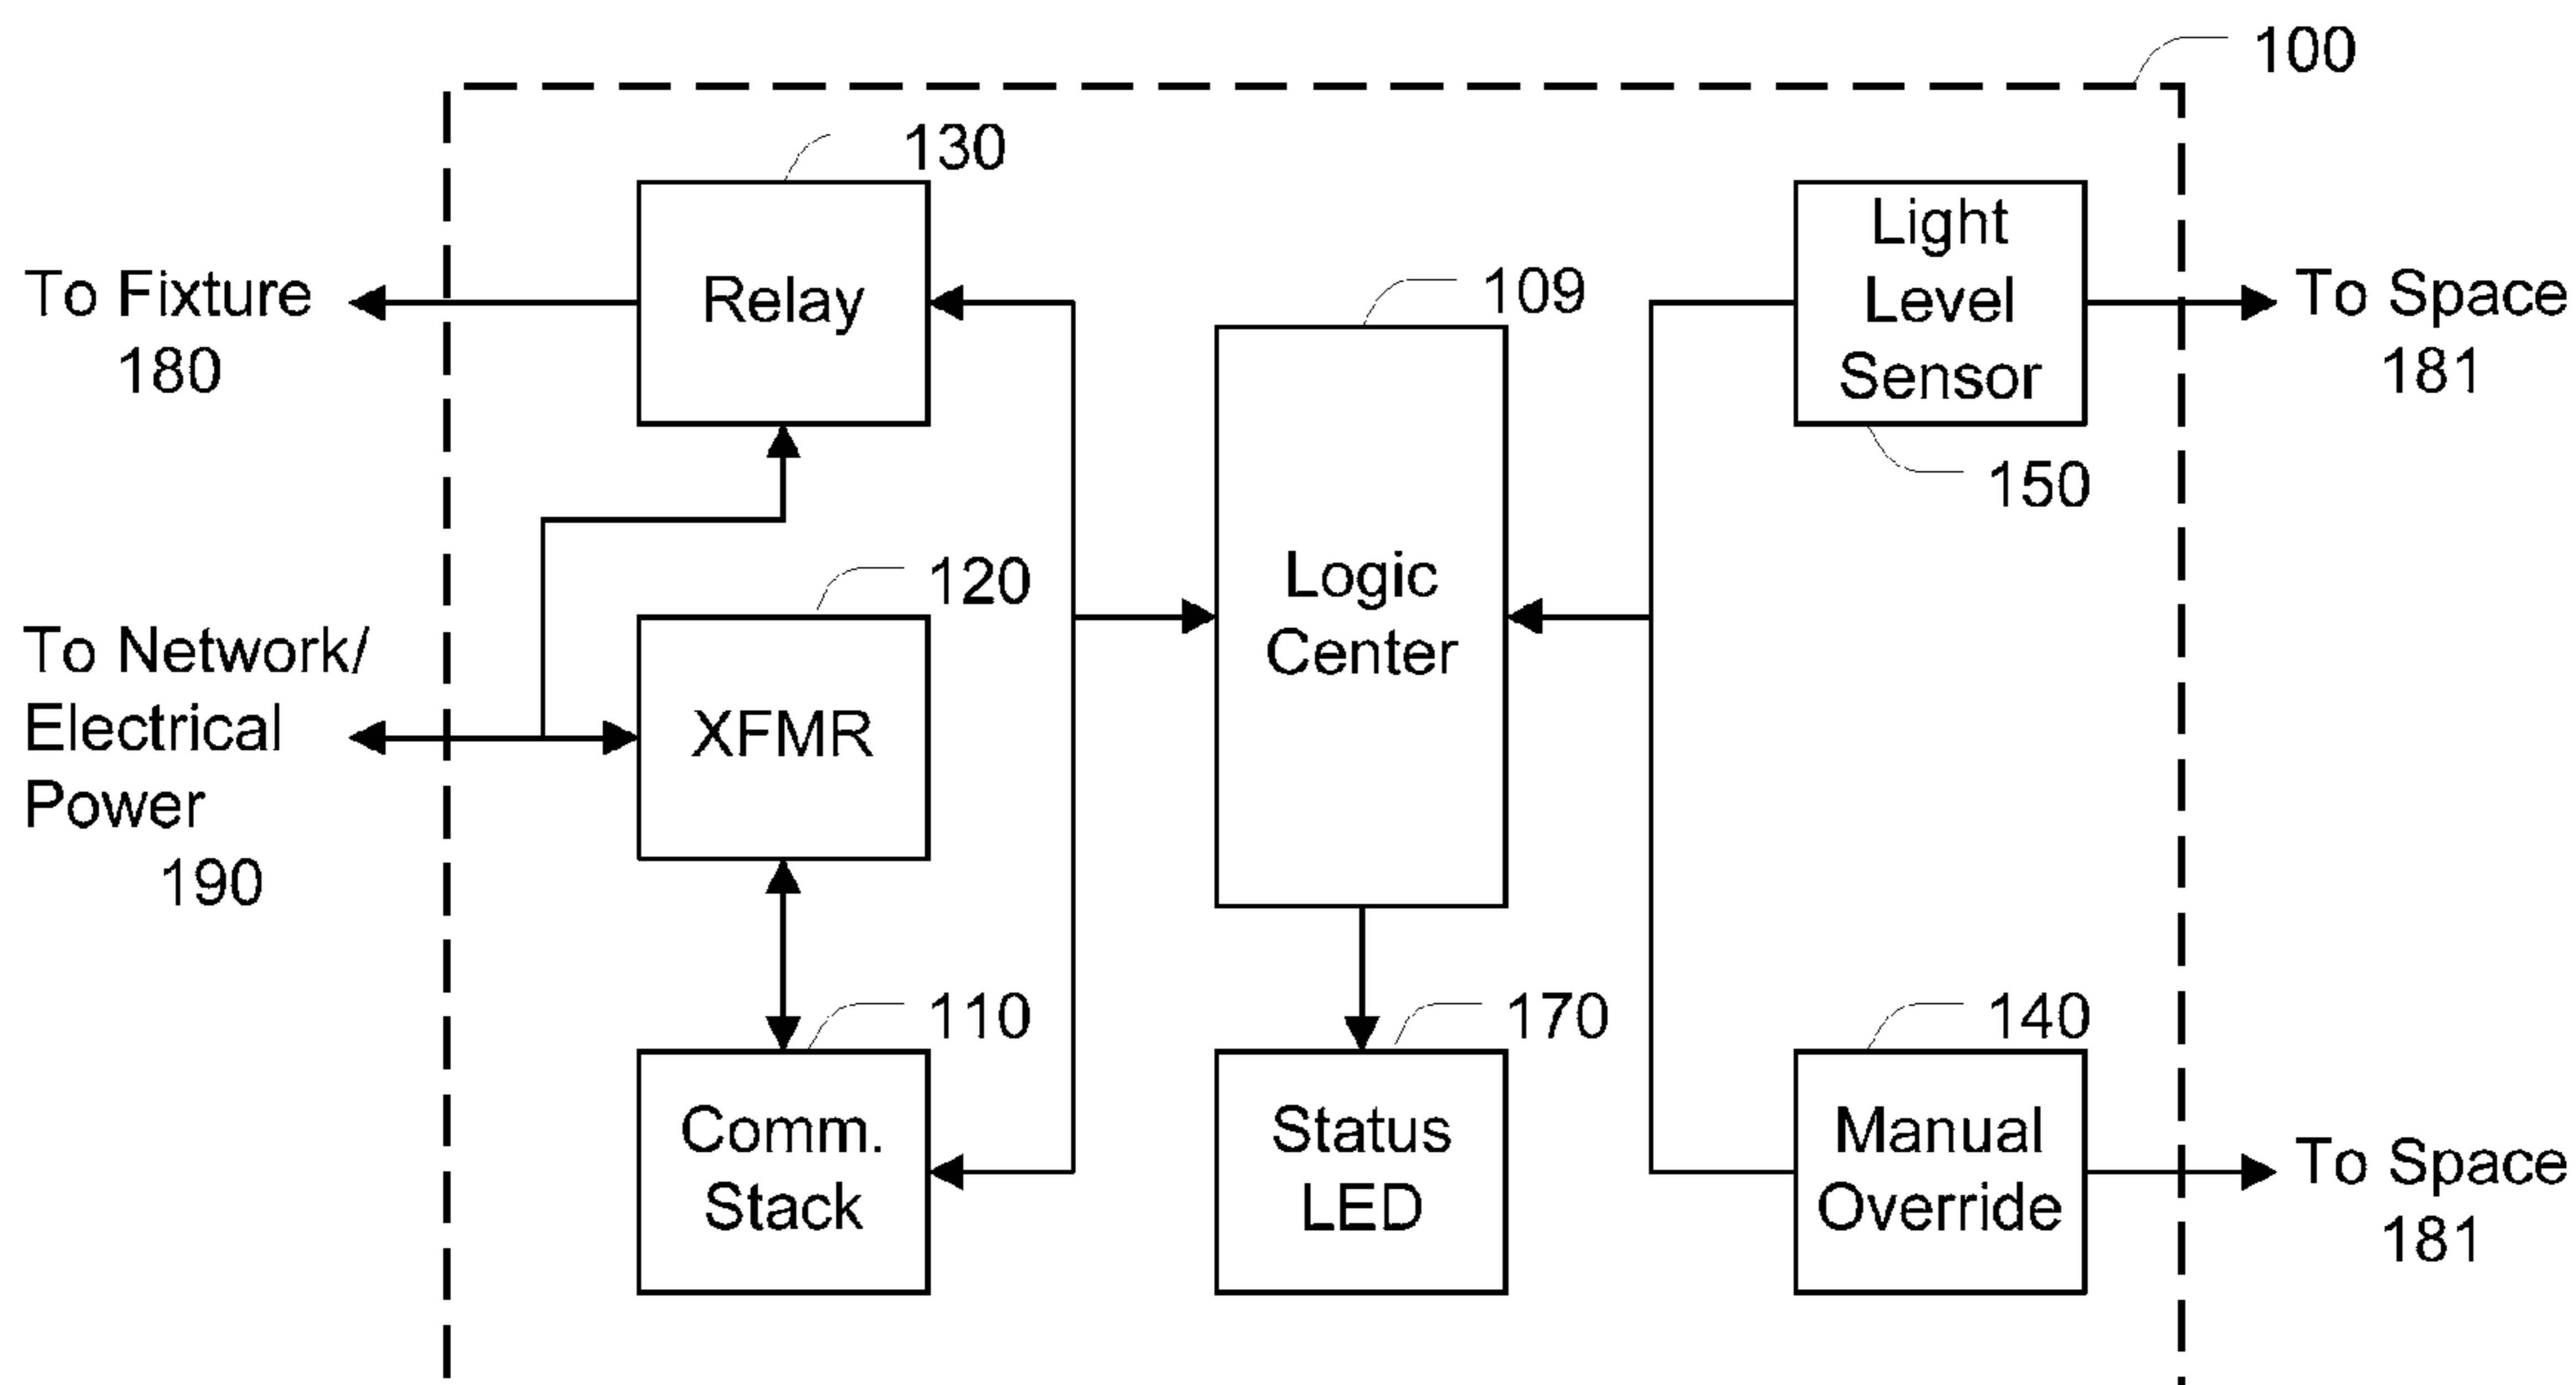 100
130
Relay
To Fixture
180
109
Light
Level
Sensor
To Space
181
150
120
Logic
Center
To Network/
Electrical
Power
190
XFMR
110
170
140
Comm.
Stack
Status
LED
Manual
Override
To Space
181